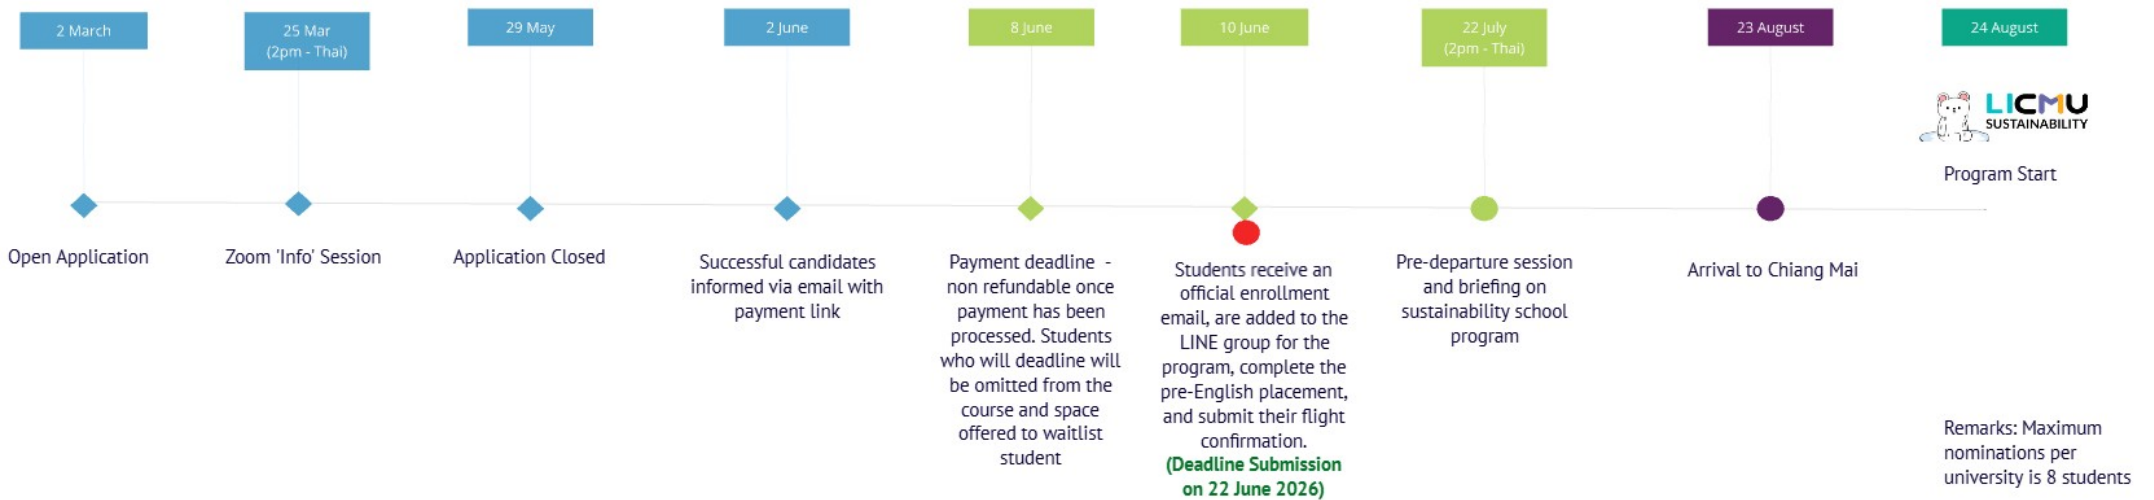 2 March
25 Mar
(2pm - Thai)
29 May
2 June
8 June
10 June
22 July
(2pm - Thai)
23 August
24 August
LICMU
SUSTAINABILITY
Program Start
Open Application
Zoom 'Info' Session
Application Closed
Successful candidates
informed via email with
payment link
Payment deadline -
non refundable once
payment has been
processed. Students
who will deadline will
be omitted from the
course and space
offered to waitlist
student
Students receive an
official enrollment
email, are added to the
LINE group for the
program, complete the
pre-English placement,
and submit their flight
confirmation.
(Deadline Submission
on 22 June 2026)
Pre-departure session
and briefing on
sustainability school
program
Arrival to Chiang Mai
Remarks: Maximum
nominations per
university is 8 students